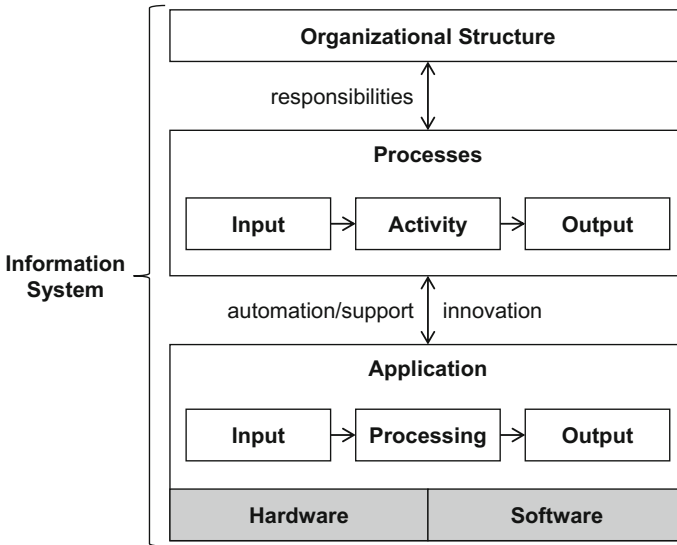 Organizational Structure
responsibilities
Processes
Input
Activity
Output
Information
System
automation/support
innovation
Application
Input
Processing
Output
Hardware
Software